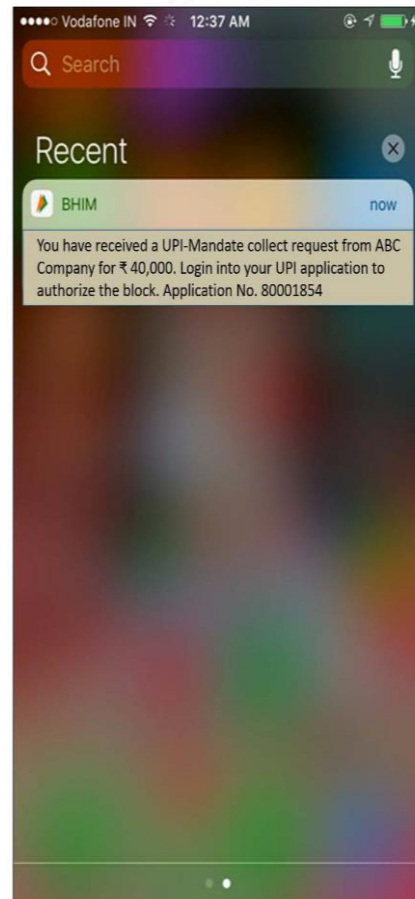 Vodafone IN 12:37 AM
Search
Recent
BHIM now
You have received a UPI-Mandate collect request from ABC
Company for ₹ 40,000. Login into your UPI application to
authorize the block. Application No. 80001854